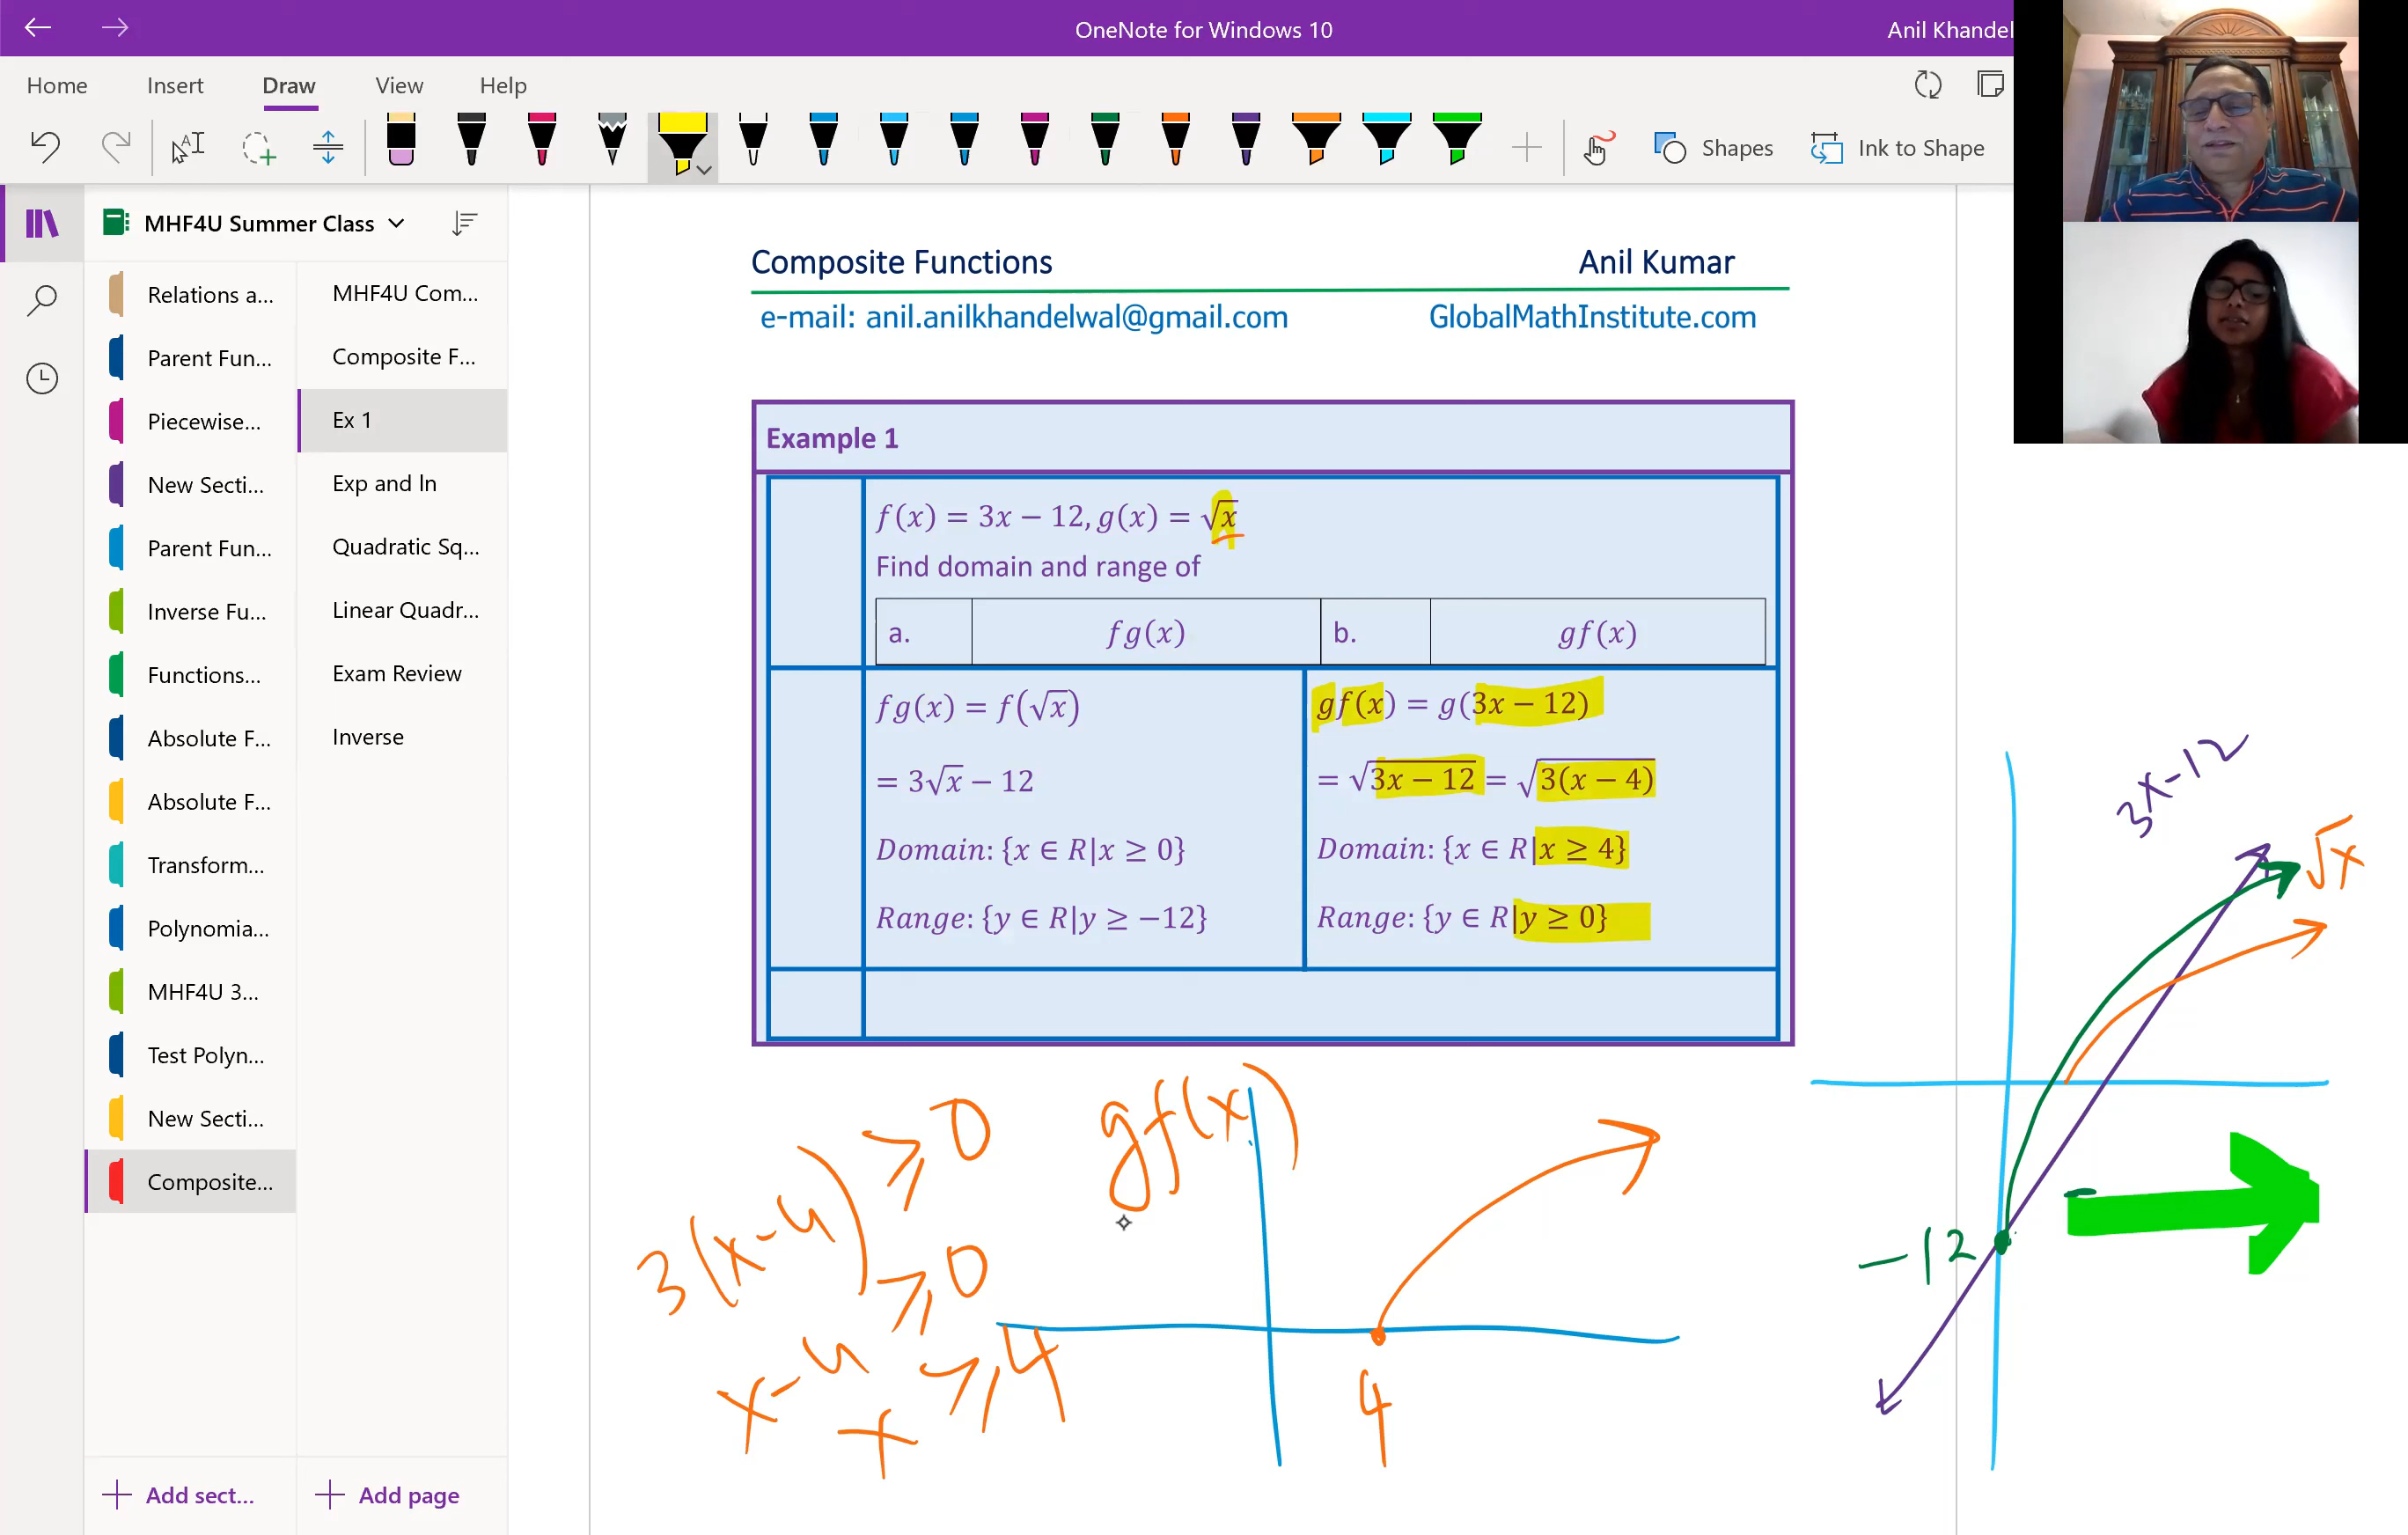 OneNote for Windows 10
Anil Khandel
Home Insert Draw View Help
Shapes Ink to Shape
MHF4U Summer Class
Relations a...
Parent Fun...
Piecewise...
New Secti...
Parent Fun...
Inverse Fu...
Functions...
Absolute F...
Absolute F...
Transform...
Polynomia...
MHF4U 3...
Test Polyn...
New Secti...
Composite...
Add sect...
MHF4U Com...
Composite F...
Ex 1
Exp and In
Quadratic Sq...
Linear Quadr...
Exam Review
Inverse
Add page
Composite Functions Anil Kumar
e-mail: anil.anilkhandelwal@gmail.com GlobalMathInstitute.com
Example 1
f(x) = 3x − 12, g(x) = √x
Find domain and range of
a. fg(x) b. gf(x)
fg(x) = f(√x)
= 3√x − 12
Domain: {x ∈ R|x ≥ 0}
Range: {y ∈ R|y ≥ −12}
gf(x) = g(3x − 12)
= √3x − 12 = √3(x − 4)
Domain: {x ∈ R|x ≥ 4}
Range: {y ∈ R|y ≥ 0}
3(x-4) ≥ 0
x-4 ≥ 0
x ≥ 4
gf(x)
4
3x-12
√x
-12